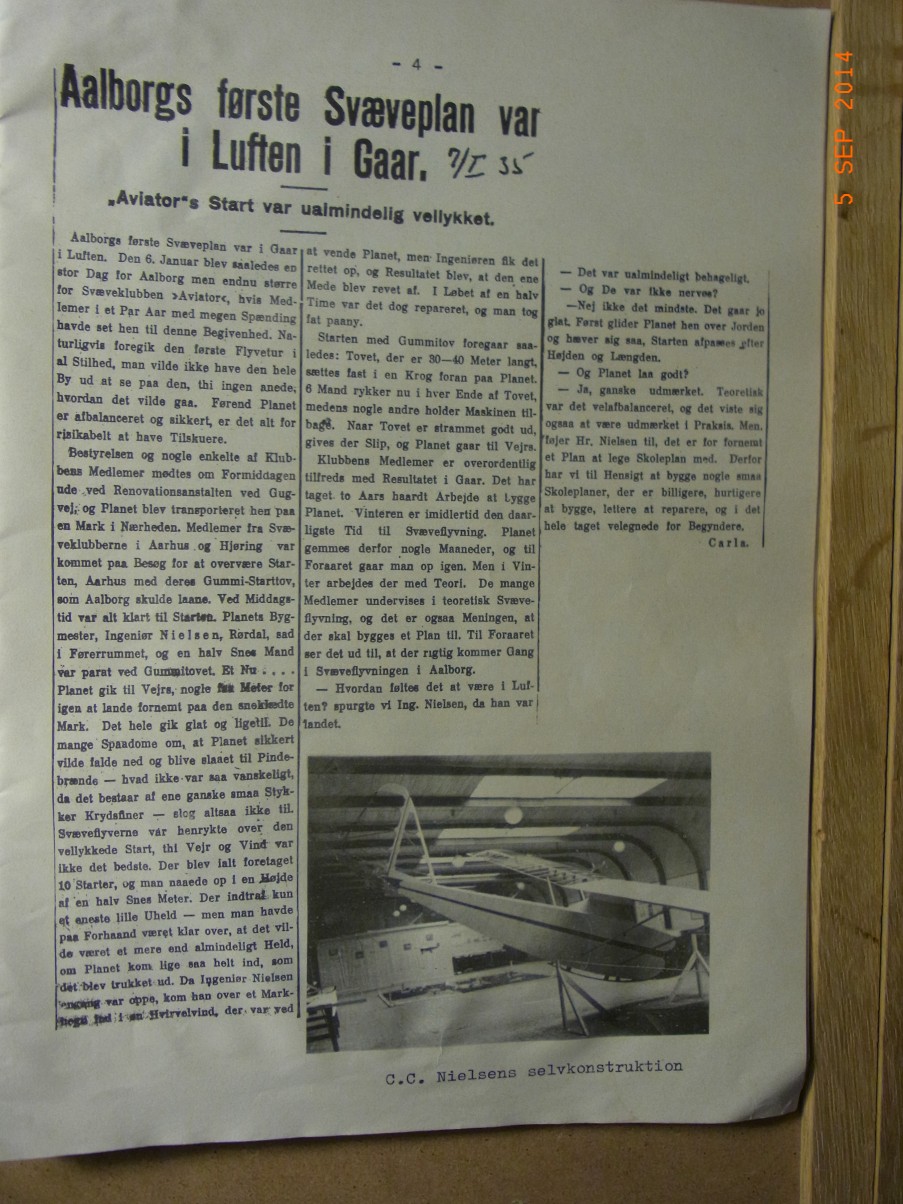 - 4 -
Aalborgs første Svæveplan var
i Luften i Gaar. 7/I 35
„Aviator"s Start var ualmindelig vellykket.
Aalborgs første Svæveplan var i Gaar
i Luften. Den 6. Januar blev saaledes en
stor Dag for Aalborg men endnu større
for Svæveklubben >Aviator<, hvis Med-
lemer i et Par Aar med megen Spænding
havde set hen til denne Begivenhed. Na-
turligvis foregik den første Flyvetur i
al Stilhed, man vilde ikke have den hele
By ud at se paa den, thi ingen anede,
hvordan det vilde gaa. Førend Planet
er afbalanceret og sikkert, er det alt for
risikabelt at have Tilskuere.
Bestyrelsen og nogle enkelte af Klub-
bens Medlemer mødtes om Formiddagen
ude ved Renovationsanstalten ved Gug-
vej, og Planet blev transporteret hen paa
en Mark i Nærheden. Medlemer fra Svæ-
veklubberne i Aarhus og Hjøring var
kommet paa Besøg for at overvære Star-
ten, Aarhus med deres Gummi-Starttov,
som Aalborg skulde laane. Ved Middags-
tid var alt klart til Starten. Planets Byg-
mester, Ingeniør Nielsen, Rørdal, sad
i Førerrummet, og en halv Snes Mand
var parat ved Gummitovet. Et Nu . . . .
Planet gik til Vejrs, nogle faa Meter for
igen at lande fornemt paa den sneklædte
Mark. Det hele gik glat og ligetil. De
mange Spaadome om, at Planet sikkert
vilde falde ned og blive slaaet til Pinde-
brænde — hvad ikke var saa vanskeligt,
da det bestaar af ene ganske smaa Styk-
ker Krydsfiner — slog altsaa ikke til.
Svæveflyverne var henrykte over den
vellykkede Start, thi Vejr og Vind var
ikke det bedste. Der blev ialt foretaget
10 Starter, og man naaede op i en Højde
af en halv Snes Meter. Der indtraf kun
et eneste lille Uheld — men man havde
paa Forhaand været klar over, at det vil-
de været et mere end almindeligt Held,
om Planet kom lige saa helt ind, som
det blev trukket ud. Da Ingeniør Nielsen
engang var oppe, kom han over et Mark-
hegn ind i en Hvirvelvind, der var ved
at vende Planet, men Ingeniøren fik det
rettet op, og Resultatet blev, at den ene
Mede blev revet af. I Løbet af en halv
Time var det dog repareret, og man tog
fat paany.
Starten med Gummitov foregaar saa-
ledes: Tovet, der er 30—40 Meter langt,
sættes fast i en Krog foran paa Planet.
6 Mand rykker nu i hver Ende af Tovet,
medens nogle andre holder Maskinen til-
bage. Naar Tovet er strammet godt ud,
gives der Slip, og Planet gaar til Vejrs.
Klubbens Medlemer er overordentlig
tilfreds med Resultatet i Gaar. Det har
taget to Aars haardt Arbejde at bygge
Planet. Vinteren er imidlertid den daar-
ligste Tid til Svæveflyvning. Planet
gemmes derfor nogle Maaneder, og til
Foraaret gaar man op igen. Men i Vin-
ter arbejdes der med Teori. De mange
Medlemer undervises i teoretisk Svæve-
flyvning, og det er ogsaa Meningen, at
der skal bygges et Plan til. Til Foraaret
ser det ud til, at der rigtig kommer Gang
i Svæveflyvningen i Aalborg.
— Hvordan føltes det at være i Luf-
ten? spurgte vi Ing. Nielsen, da han var
landet.
— Det var ualmindeligt behageligt.
— Og De var ikke nervøs?
—Nej ikke det mindste. Det gaar jo
glat. Først glider Planet hen over Jorden
og hæver sig saa, Starten afpasses efter
Højden og Længden.
— Og Planet laa godt?
— Ja, ganske udmærket. Teoretisk
var det velafbalanceret, og det viste sig
ogsaa at være udmærket i Praksis. Men,
føjer Hr. Nielsen til, det er for fornemt
et Plan at lege Skoleplan med. Derfor
har vi til Hensigt at bygge nogle smaa
Skoleplaner, der er billigere, hurtigere
at bygge, lettere at reparere, og i det
hele taget velegnede for Begyndere.
Carla.
C.C. Nielsens selvkonstruktion
5 SEP 2014